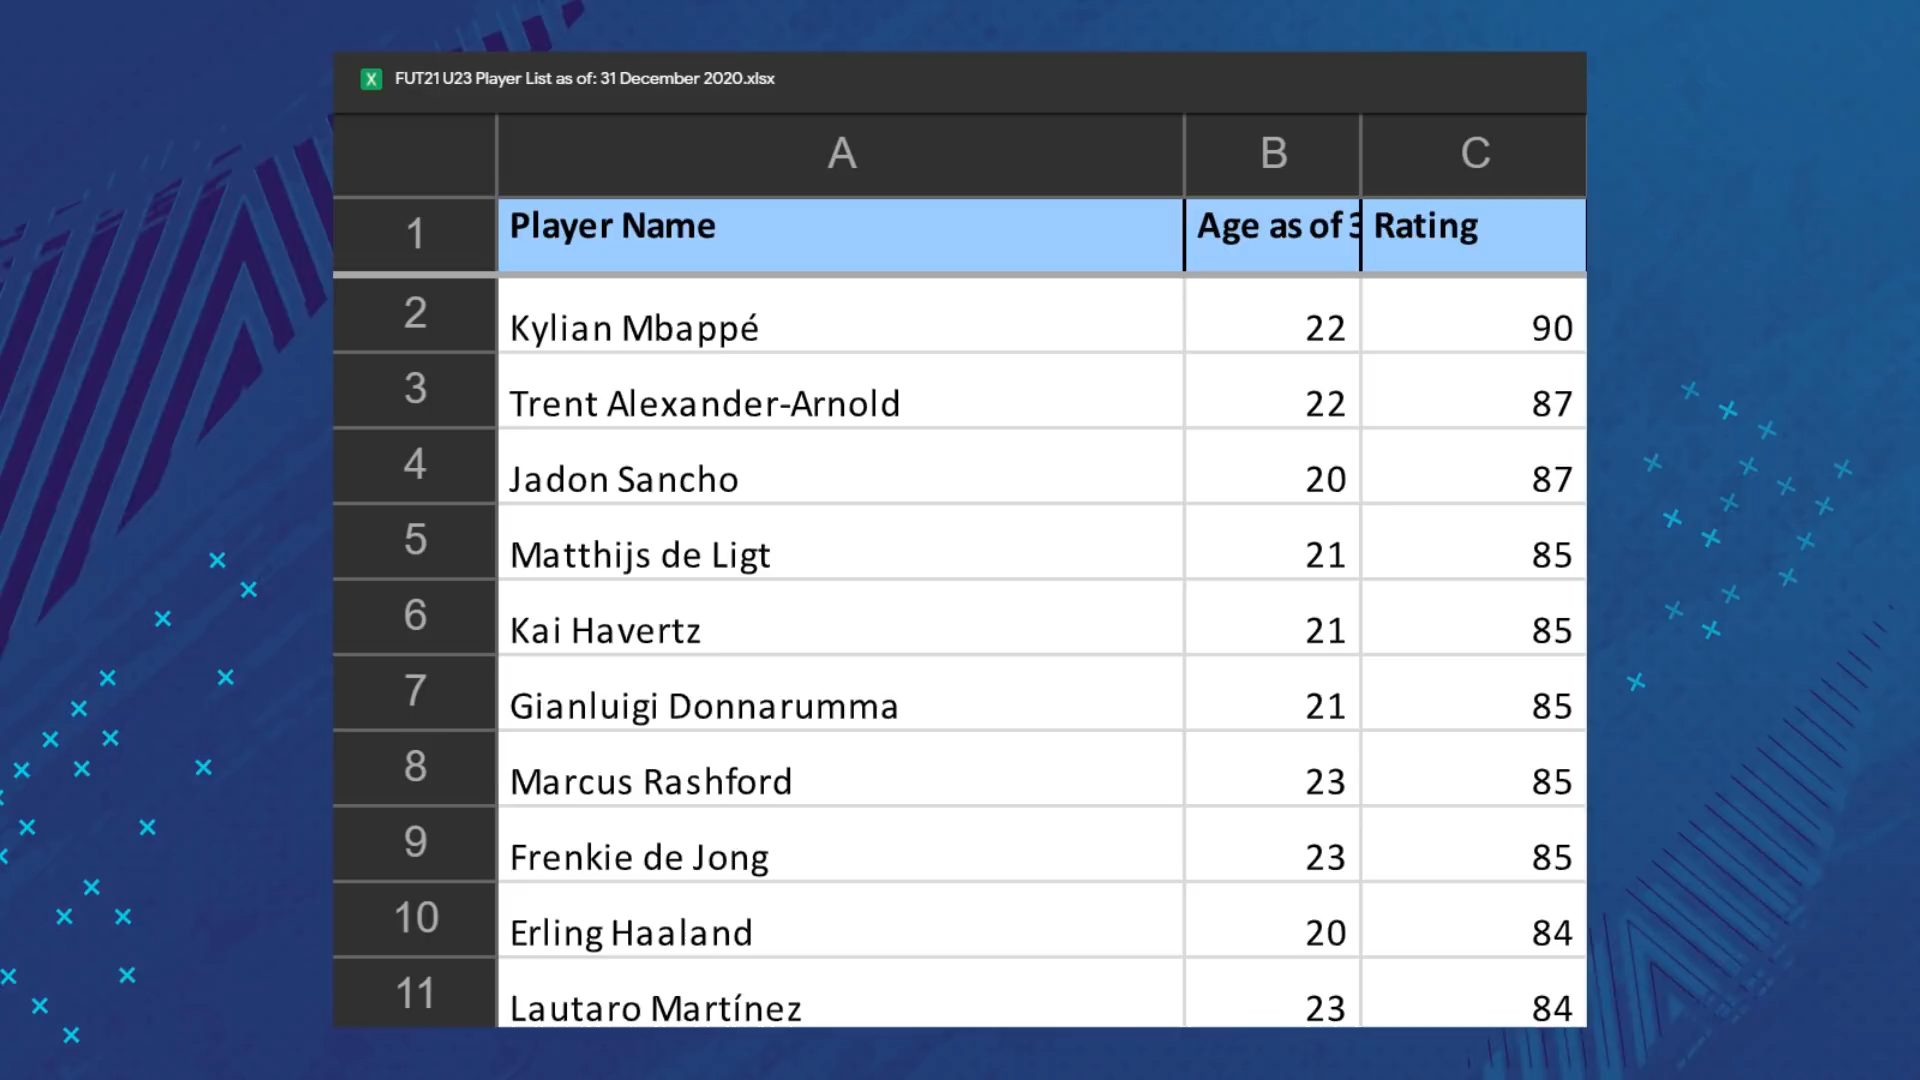 X FUT21 U23 Player List as of: 31 December 2020.xlsx
A B C
1 Player Name Age as of 3 Rating
2 Kylian Mbappé 22 90
3 Trent Alexander-Arnold 22 87
4 Jadon Sancho 20 87
5 Matthijs de Ligt 21 85
6 Kai Havertz 21 85
7 Gianluigi Donnarumma 21 85
8 Marcus Rashford 23 85
9 Frenkie de Jong 23 85
10 Erling Haaland 20 84
11 Lautaro Martínez 23 84